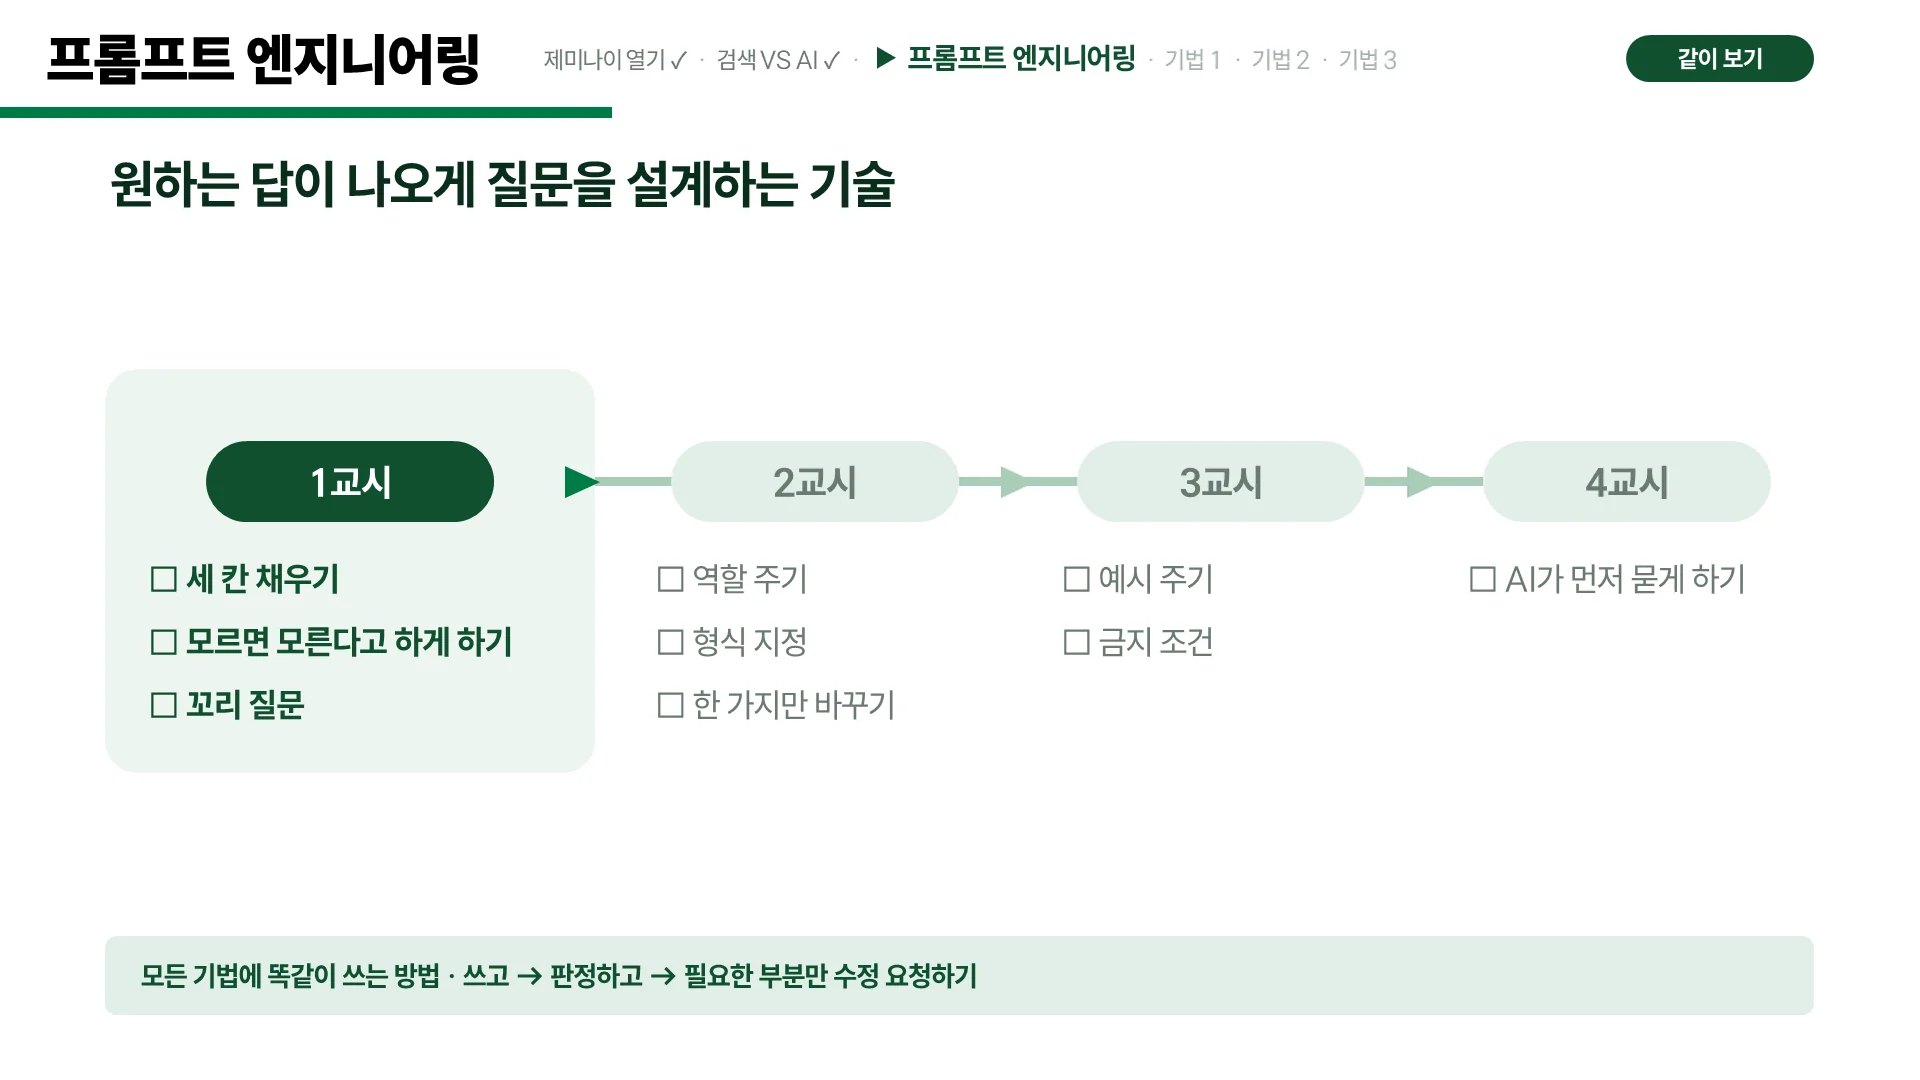 프롬프트 엔지니어링
제미나이 열기 ✓ · 검색 VS AI ✓ · ▶ 프롬프트 엔지니어링 · 기법 1 · 기법 2 · 기법 3
같이 보기
원하는 답이 나오게 질문을 설계하는 기술
1교시
☐ 세 칸 채우기
☐ 모르면 모른다고 하게 하기
☐ 꼬리 질문
2교시
☐ 역할 주기
☐ 형식 지정
☐ 한 가지만 바꾸기
3교시
☐ 예시 주기
☐ 금지 조건
4교시
☐ AI가 먼저 묻게 하기
모든 기법에 똑같이 쓰는 방법 · 쓰고 → 판정하고 → 필요한 부분만 수정 요청하기